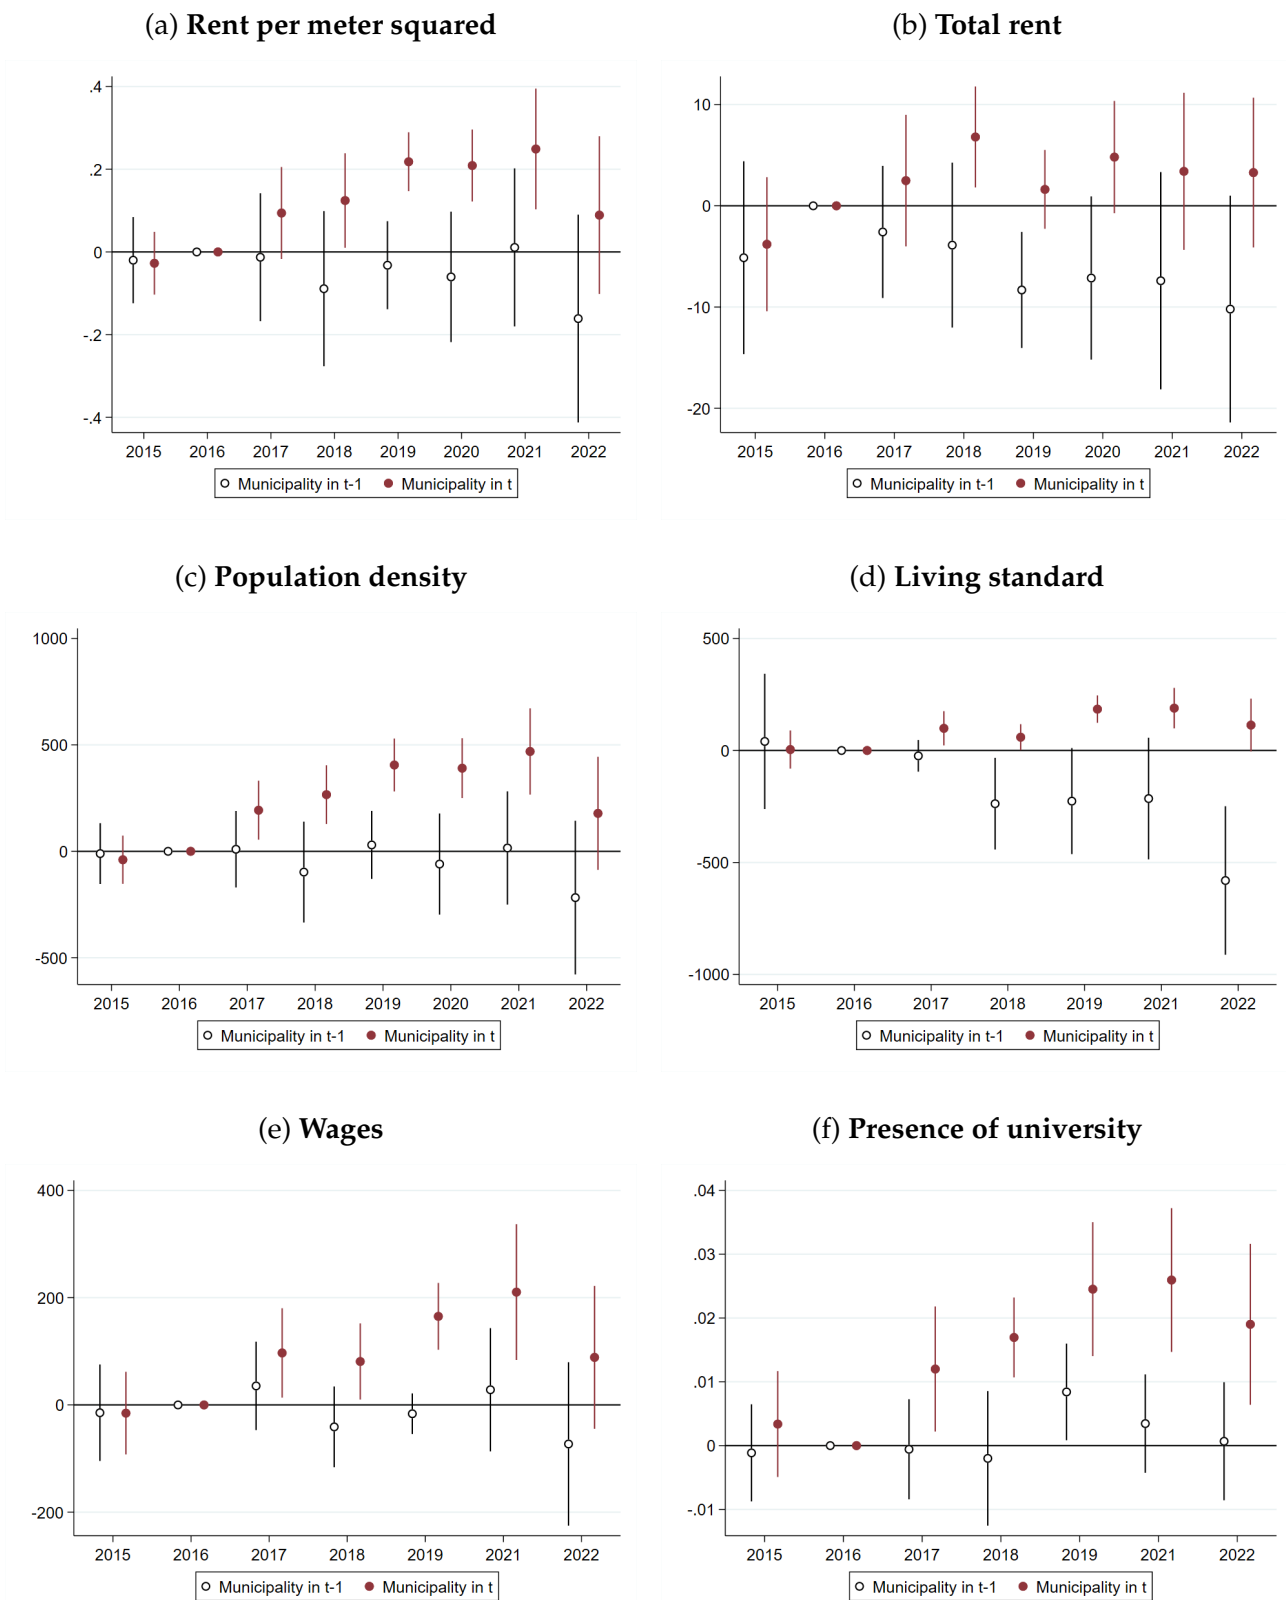 (a) Rent per meter squared
.4
.2
0
-.2
-.4
2015 2016 2017 2018 2019 2020 2021 2022
Municipality in t-1 Municipality in t
(b) Total rent
10
0
-10
-20
2015 2016 2017 2018 2019 2020 2021 2022
Municipality in t-1 Municipality in t
(c) Population density
1000
500
0
-500
2015 2016 2017 2018 2019 2020 2021 2022
Municipality in t-1 Municipality in t
(d) Living standard
500
0
-500
-1000
2015 2016 2017 2018 2019 2021 2022
Municipality in t-1 Municipality in t
(e) Wages
400
200
0
-200
2015 2016 2017 2018 2019 2021 2022
Municipality in t-1 Municipality in t
(f) Presence of university
.04
.03
.02
.01
0
-.01
2015 2016 2017 2018 2019 2021 2022
Municipality in t-1 Municipality in t